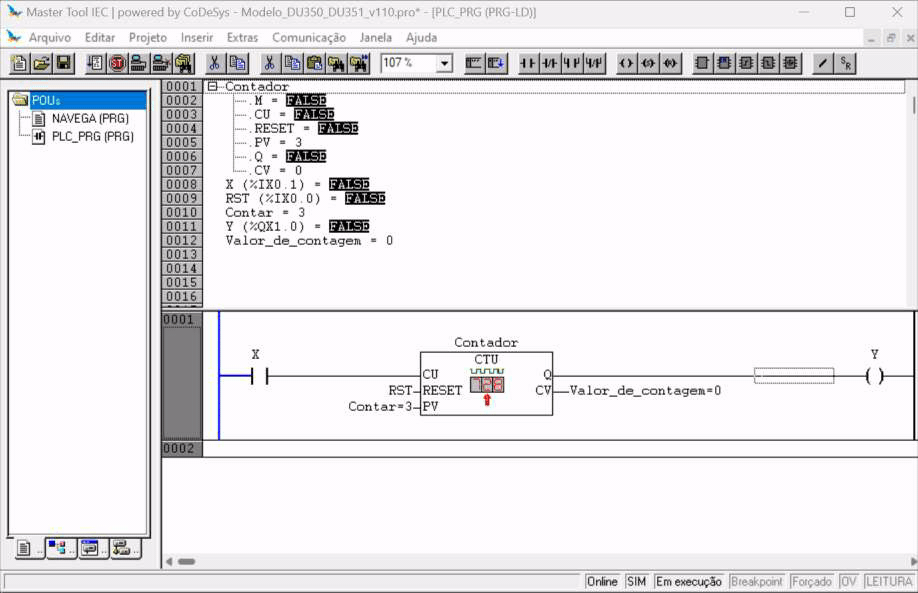 Master Tool IEC | powered by CoDeSys - Modelo_DU350_DU351_v110.pro* - [PLC_PRG (PRG-LD)]
Arquivo Editar Projeto Inserir Extras Comunicação Janela Ajuda
107 %
POUs
NAVEGA (PRG)
PLC_PRG (PRG)
0001 Contador
0002 .M = FALSE
0003 .CU = FALSE
0004 .RESET = FALSE
0005 .PV = 3
0006 .Q = FALSE
0007 .CV = 0
0008 X (%IX0.1) = FALSE
0009 RST (%IX0.0) = FALSE
0010 Contar = 3
0011 Y (%QX1.0) = FALSE
0012 Valor_de_contagem = 0
0013
0014
0015
0016
0001
Contador
X CTU Y
CU Q
RST RESET CV Valor_de_contagem=0
Contar=3 PV
0002
Online SIM Em execução Breakpoint Forçado OV LEITURA